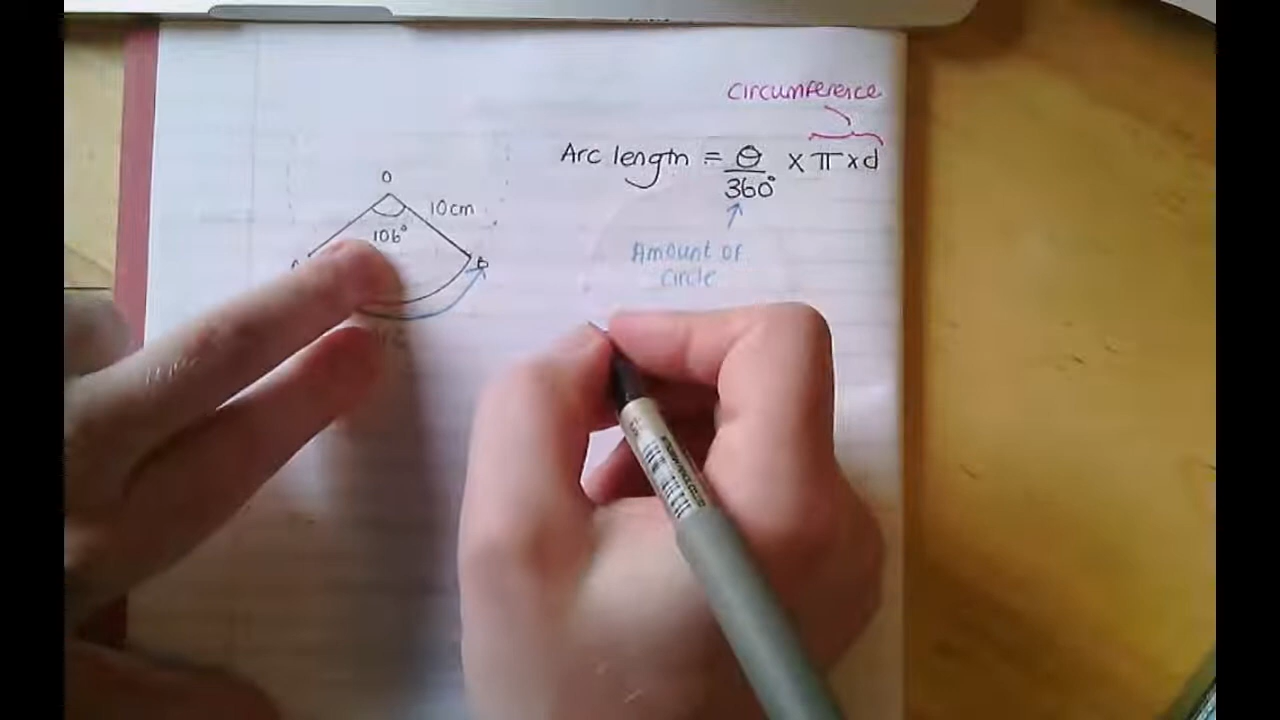 Circumference
Arc length = θ/360° × π × d
Amount of
circle
O
10cm
106°